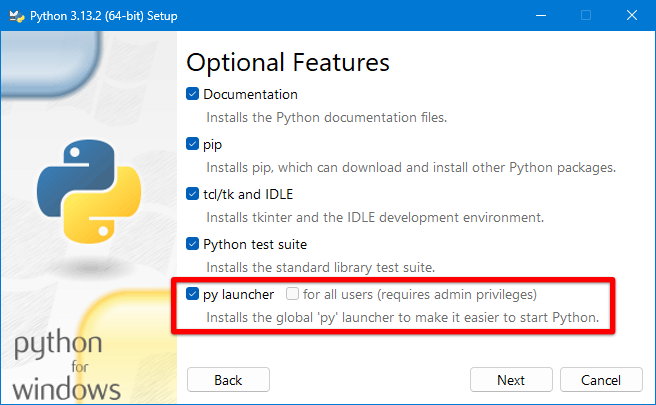 Python 3.13.2 (64-bit) Setup
Optional Features
Documentation
Installs the Python documentation files.
pip
Installs pip, which can download and install other Python packages.
tcl/tk and IDLE
Installs tkinter and the IDLE development environment.
Python test suite
Installs the standard library test suite.
py launcher for all users (requires admin privileges)
Installs the global 'py' launcher to make it easier to start Python.
python
for
windows
Back Next Cancel